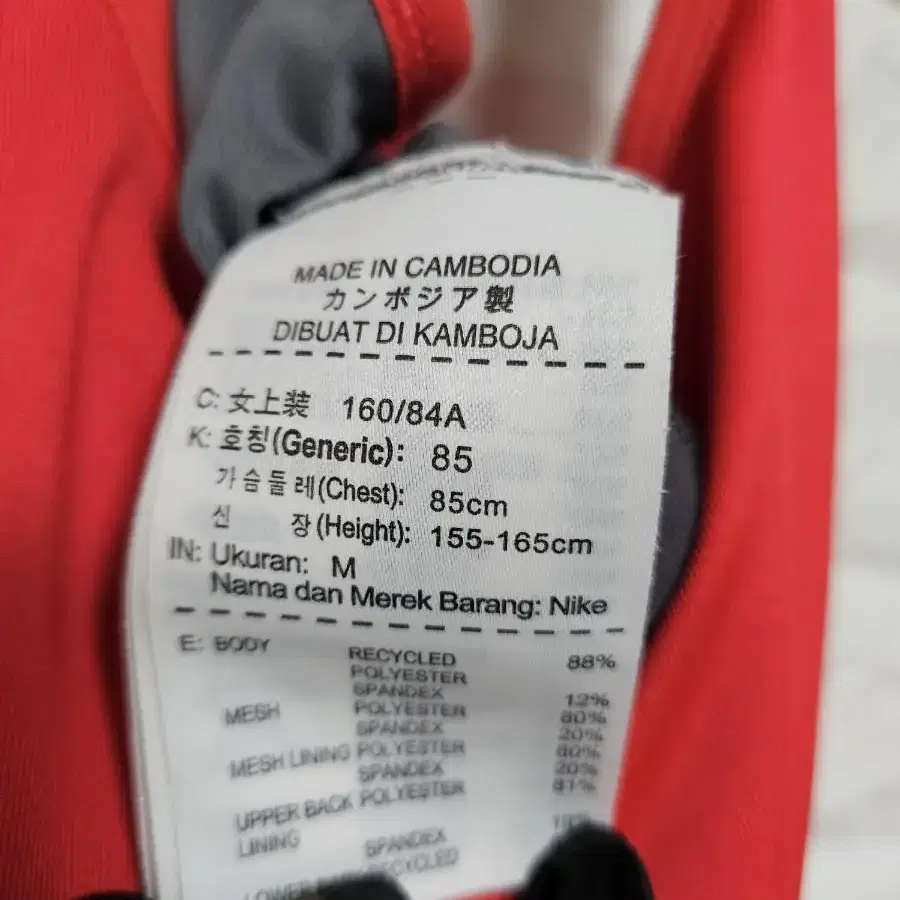 MADE IN CAMBODIA
カンボジア製
DIBUAT DI KAMBOJA
C: 女上装 160/84A
K: 호칭(Generic): 85
가슴둘레(Chest): 85cm
신 장(Height): 155-165cm
IN: Ukuran: M
Nama dan Merek Barang: Nike
E: BODY RECYCLED 88%
POLYESTER
SPANDEX 12%
MESH POLYESTER 80%
SPANDEX 20%
MESH LINING POLYESTER 80%
SPANDEX 20%
UPPER BACK POLYESTER 81%
LINING SPANDEX
RECYCLED